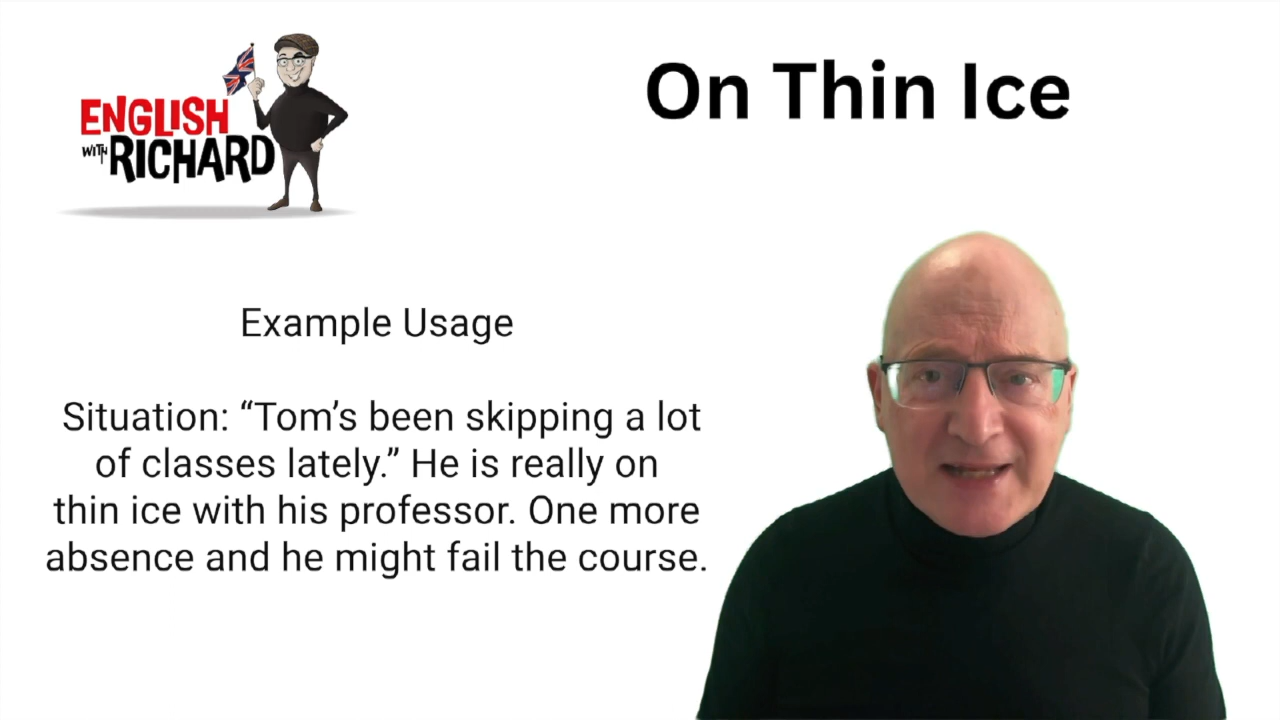 ENGLISH
WITH
RICHARD
On Thin Ice
Example Usage
Situation: “Tom’s been skipping a lot
of classes lately.” He is really on
thin ice with his professor. One more
absence and he might fail the course.